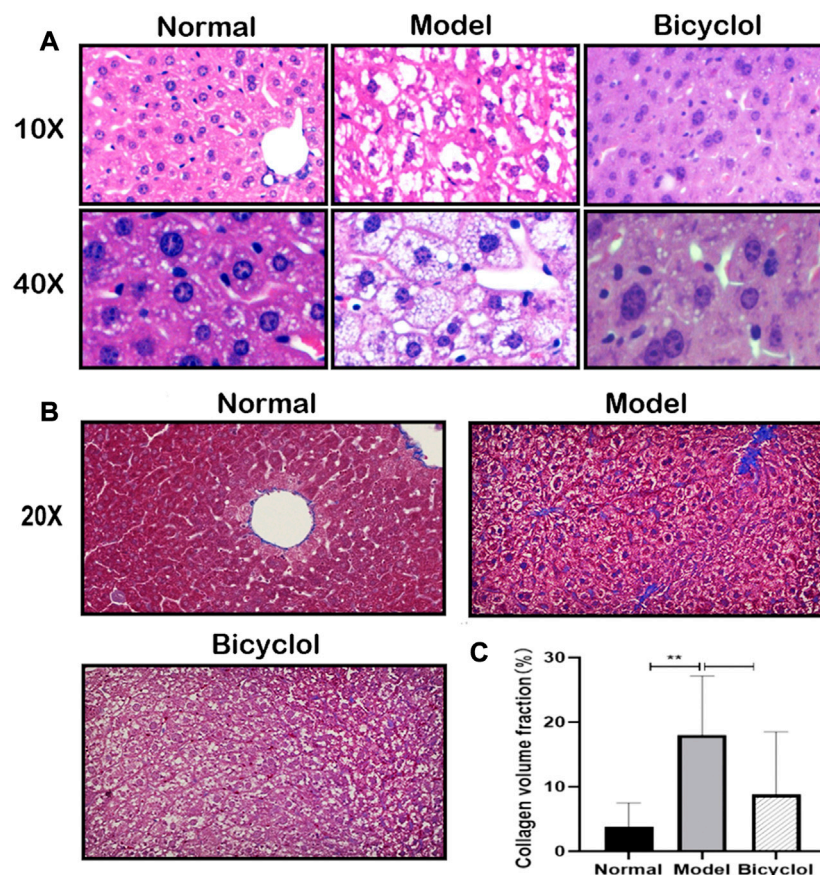 Normal Model Bicyclol
A
10X
40X
B
Normal Model
20X
Bicyclol
C
Collagen volume fraction(%)
30
20
10
0
**
Normal Model Bicyclol